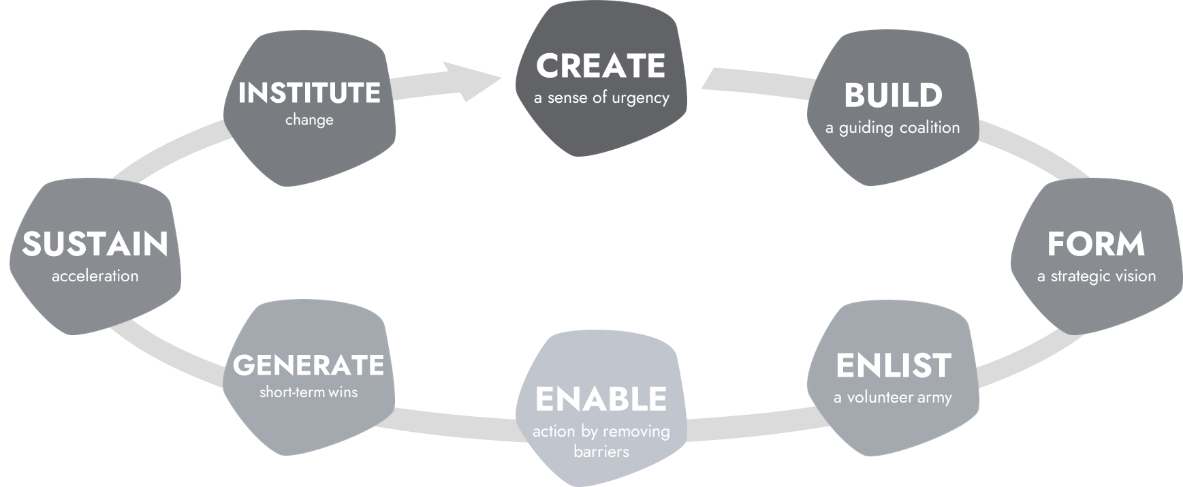 CREATE
a sense of urgency
BUILD
a guiding coalition
FORM
a strategic vision
ENLIST
a volunteer army
ENABLE
action by removing
barriers
GENERATE
short-term wins
SUSTAIN
acceleration
INSTITUTE
change